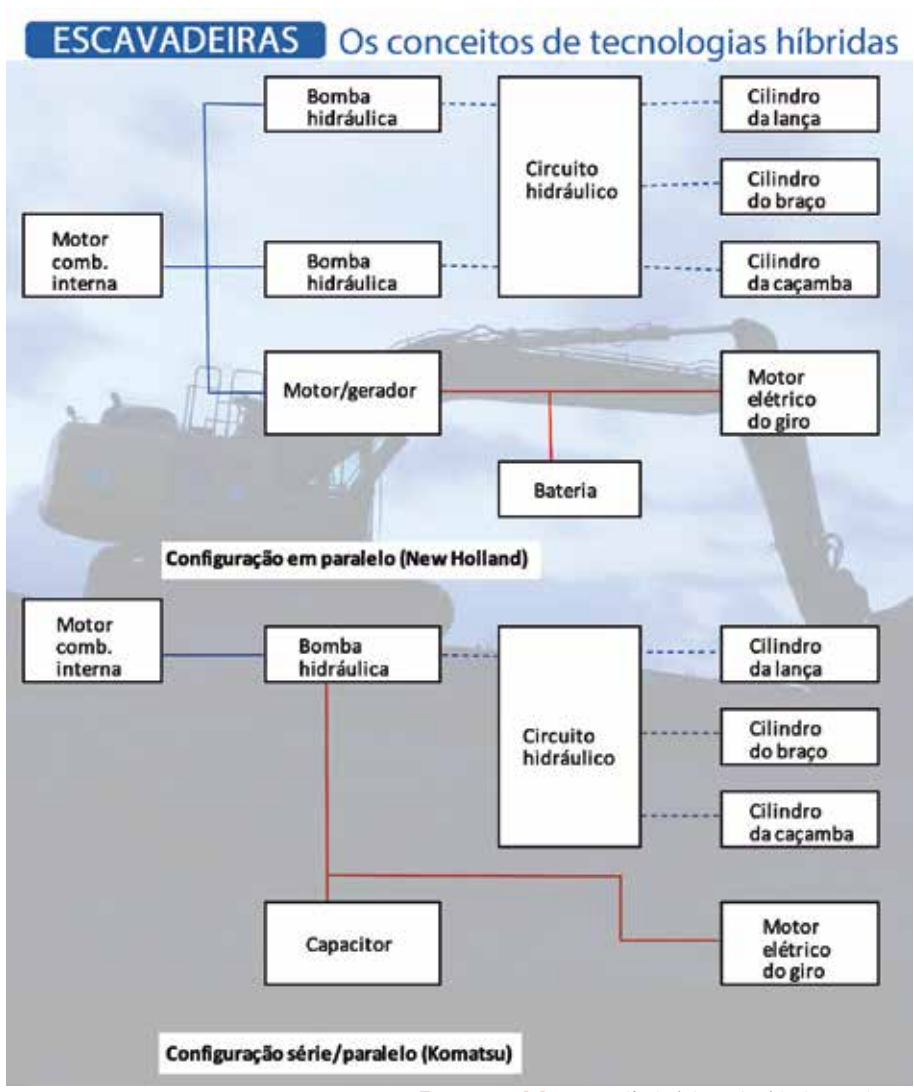 ESCAVADEIRAS Os conceitos de tecnologias híbridas
Bomba
hidráulica
Cilindro
da lança
Circuito
hidráulico
Cilindro
do braço
Motor
comb.
interna
Bomba
hidráulica
Cilindro
da caçamba
Motor/gerador
Motor
elétrico
do giro
Bateria
Configuração em paralelo (New Holland)
Motor
comb.
interna
Bomba
hidráulica
Cilindro
da lança
Circuito
hidráulico
Cilindro
do braço
Cilindro
da caçamba
Capacitor
Motor
elétrico
do giro
Configuração série/paralelo (Komatsu)